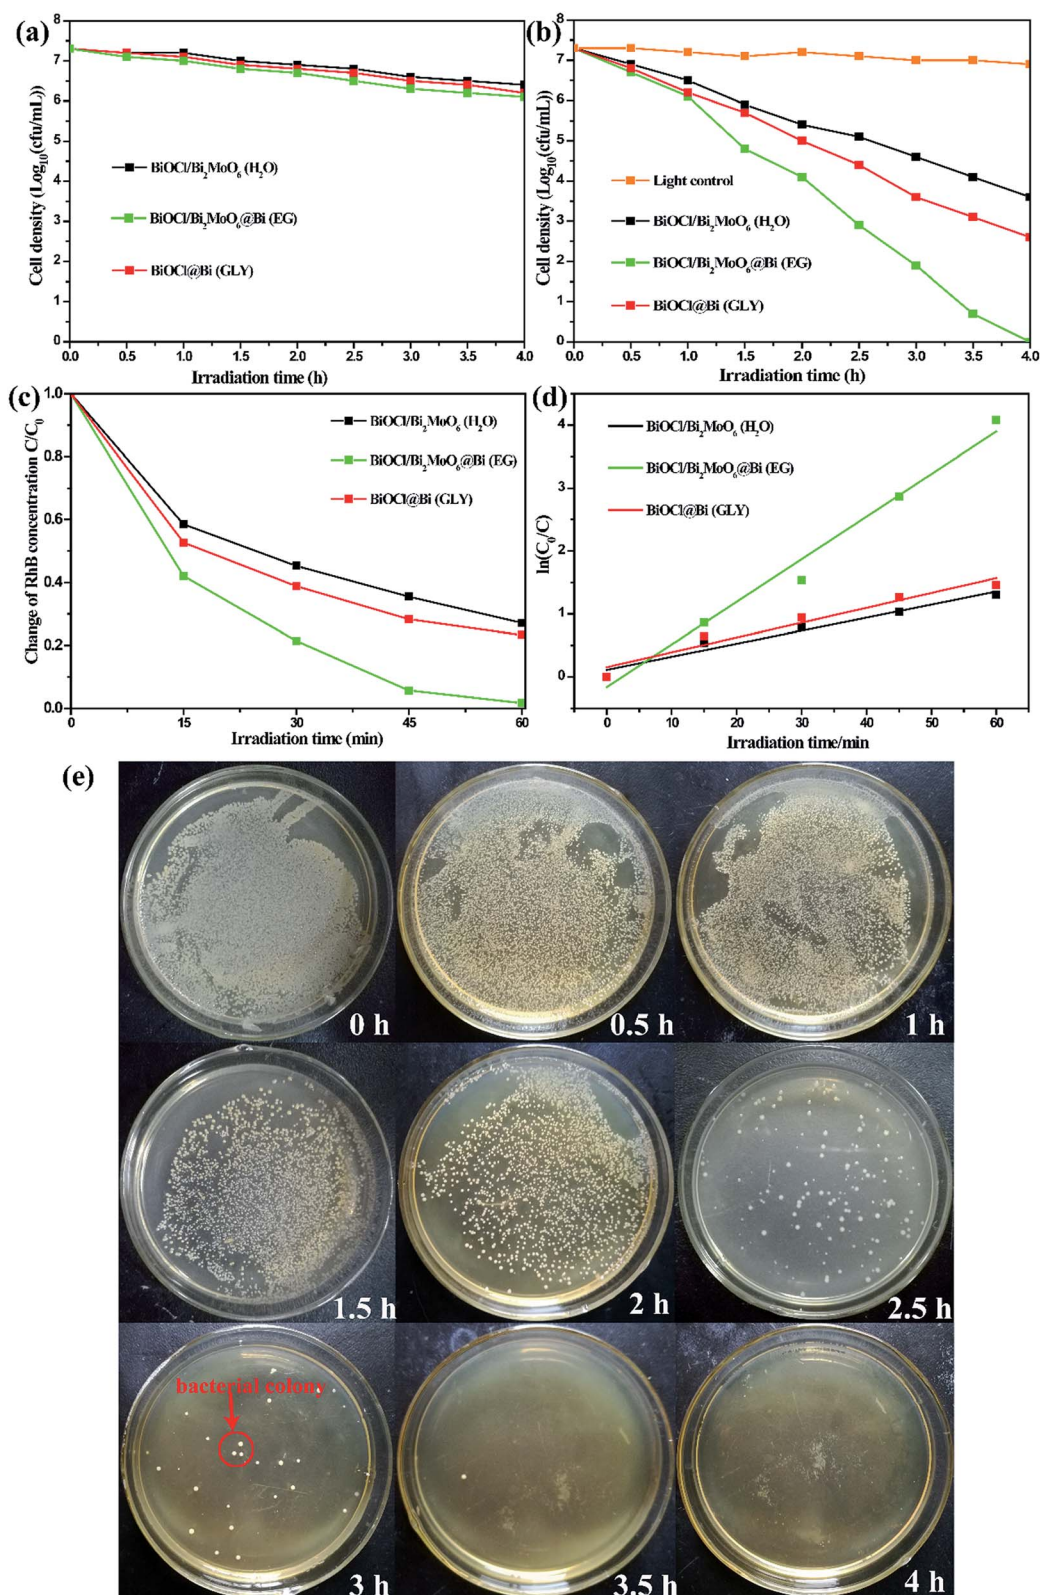 (a)
8
7
6
5
4
3
2
1
0
Cell density (Log₁₀(cfu/mL))
BiOCl/Bi₂MoO₆ (H₂O)
BiOCl/Bi₂MoO₆@Bi (EG)
BiOCl@Bi (GLY)
0.0 0.5 1.0 1.5 2.0 2.5 3.0 3.5 4.0
Irradiation time (h)
(b)
8
7
6
5
4
3
2
1
0
Cell density (Log₁₀(cfu/mL))
Light control
BiOCl/Bi₂MoO₆ (H₂O)
BiOCl/Bi₂MoO₆@Bi (EG)
BiOCl@Bi (GLY)
0.0 0.5 1.0 1.5 2.0 2.5 3.0 3.5 4.0
Irradiation time (h)
(c)
1.0
0.8
0.6
0.4
0.2
0.0
Change of RhB concentration C/C₀
BiOCl/Bi₂MoO₆ (H₂O)
BiOCl/Bi₂MoO₆@Bi (EG)
BiOCl@Bi (GLY)
0 15 30 45 60
Irradiation time (min)
(d)
4
3
2
1
0
ln(C₀/C)
BiOCl/Bi₂MoO₆ (H₂O)
BiOCl/Bi₂MoO₆@Bi (EG)
BiOCl@Bi (GLY)
0 10 20 30 40 50 60
Irradiation time/min
(e)
0 h
0.5 h
1 h
1.5 h
2 h
2.5 h
bacterial colony
3 h
3.5 h
4 h